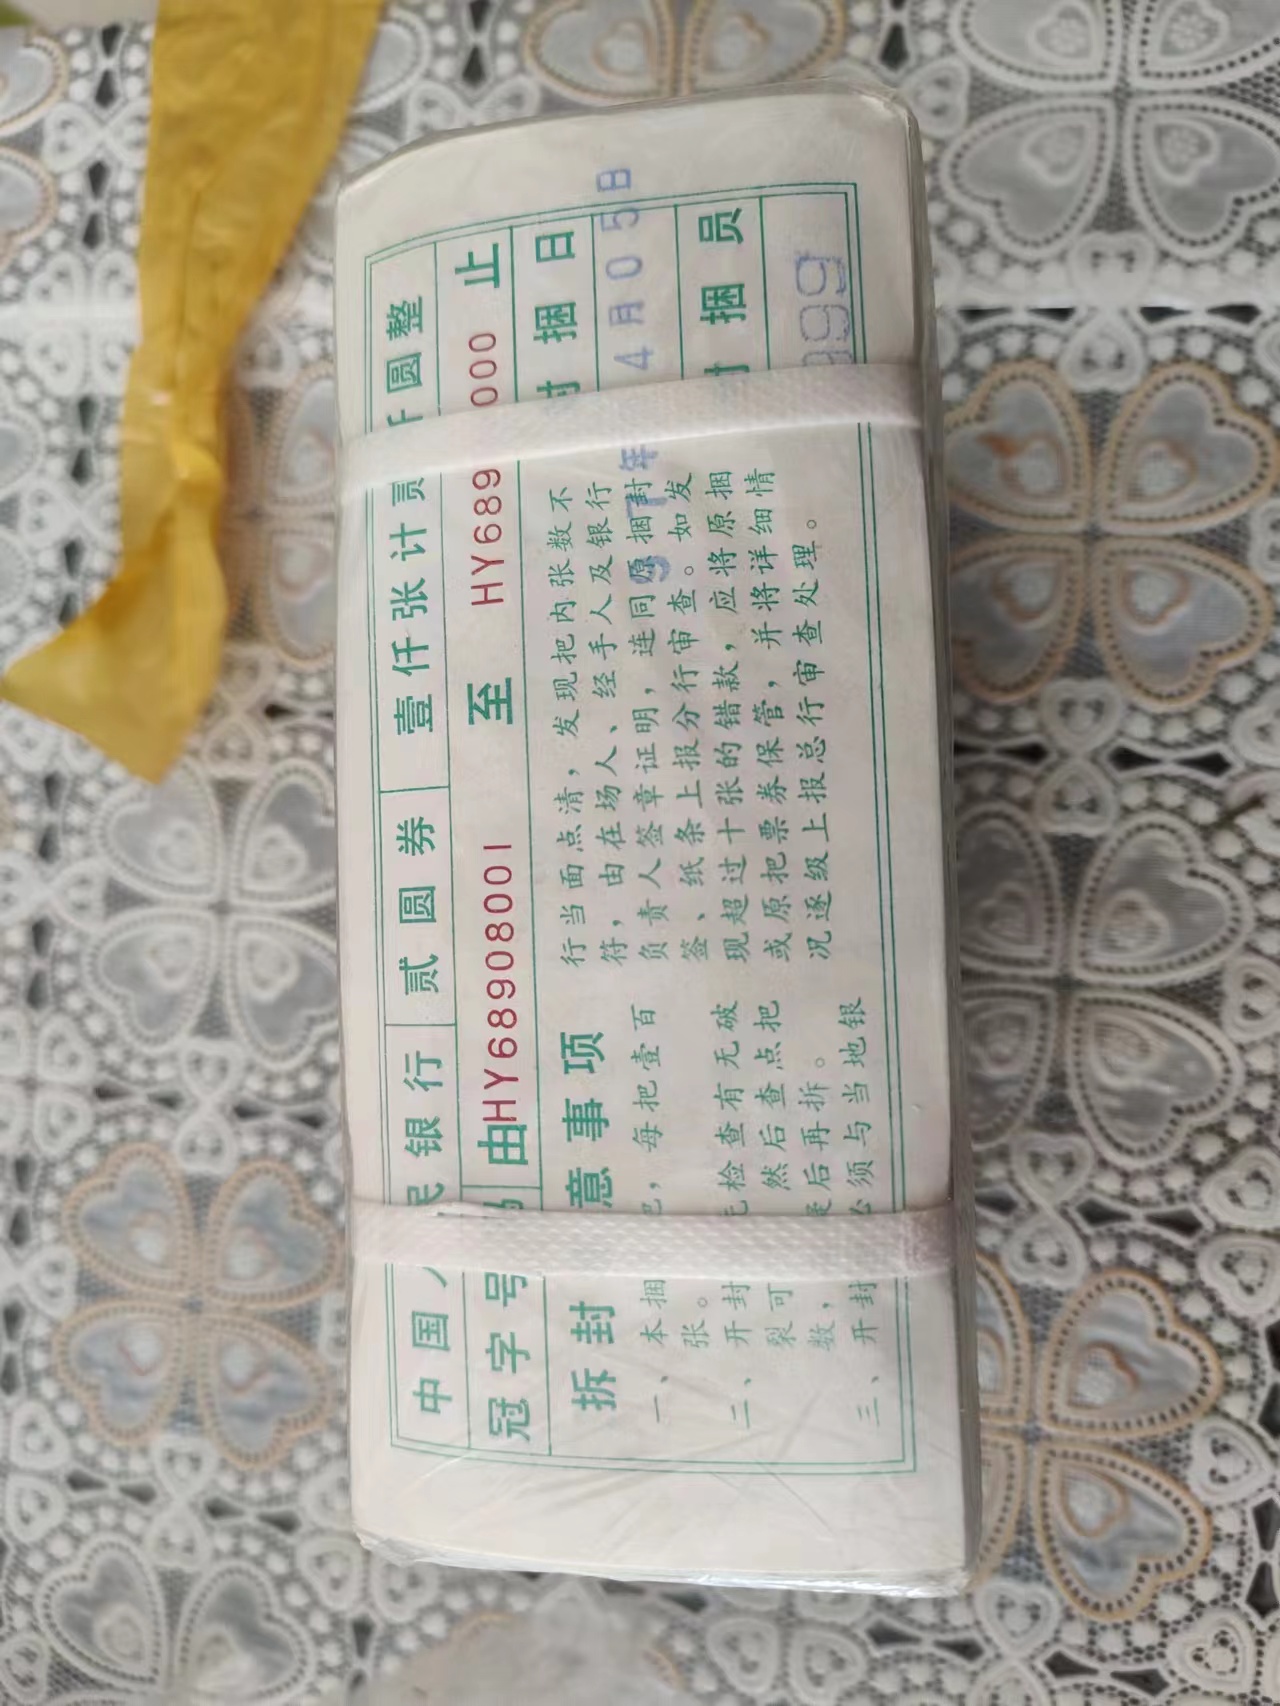 中国 民银行 贰圆券 壹仟张计贰 圆整
冠字号 由HY68908001 至 HY689 000 止
拆封 意事项
一、本捆 ，每把壹百
张。
二、开封 检查有无破
裂可 然后查点把
数， 后再拆。
三、开封 必须与当地银
行当面点清，发现把内张数不
符，由在场人、经手人及银行
负责人签章证明，连同原捆封
签、纸条上报分行审查。如发
现超过十张的错款，应将原捆
或原把票券保管，并将详细情
况逐级上报总行审查处理。
封捆日
年4月05日
捆员
999